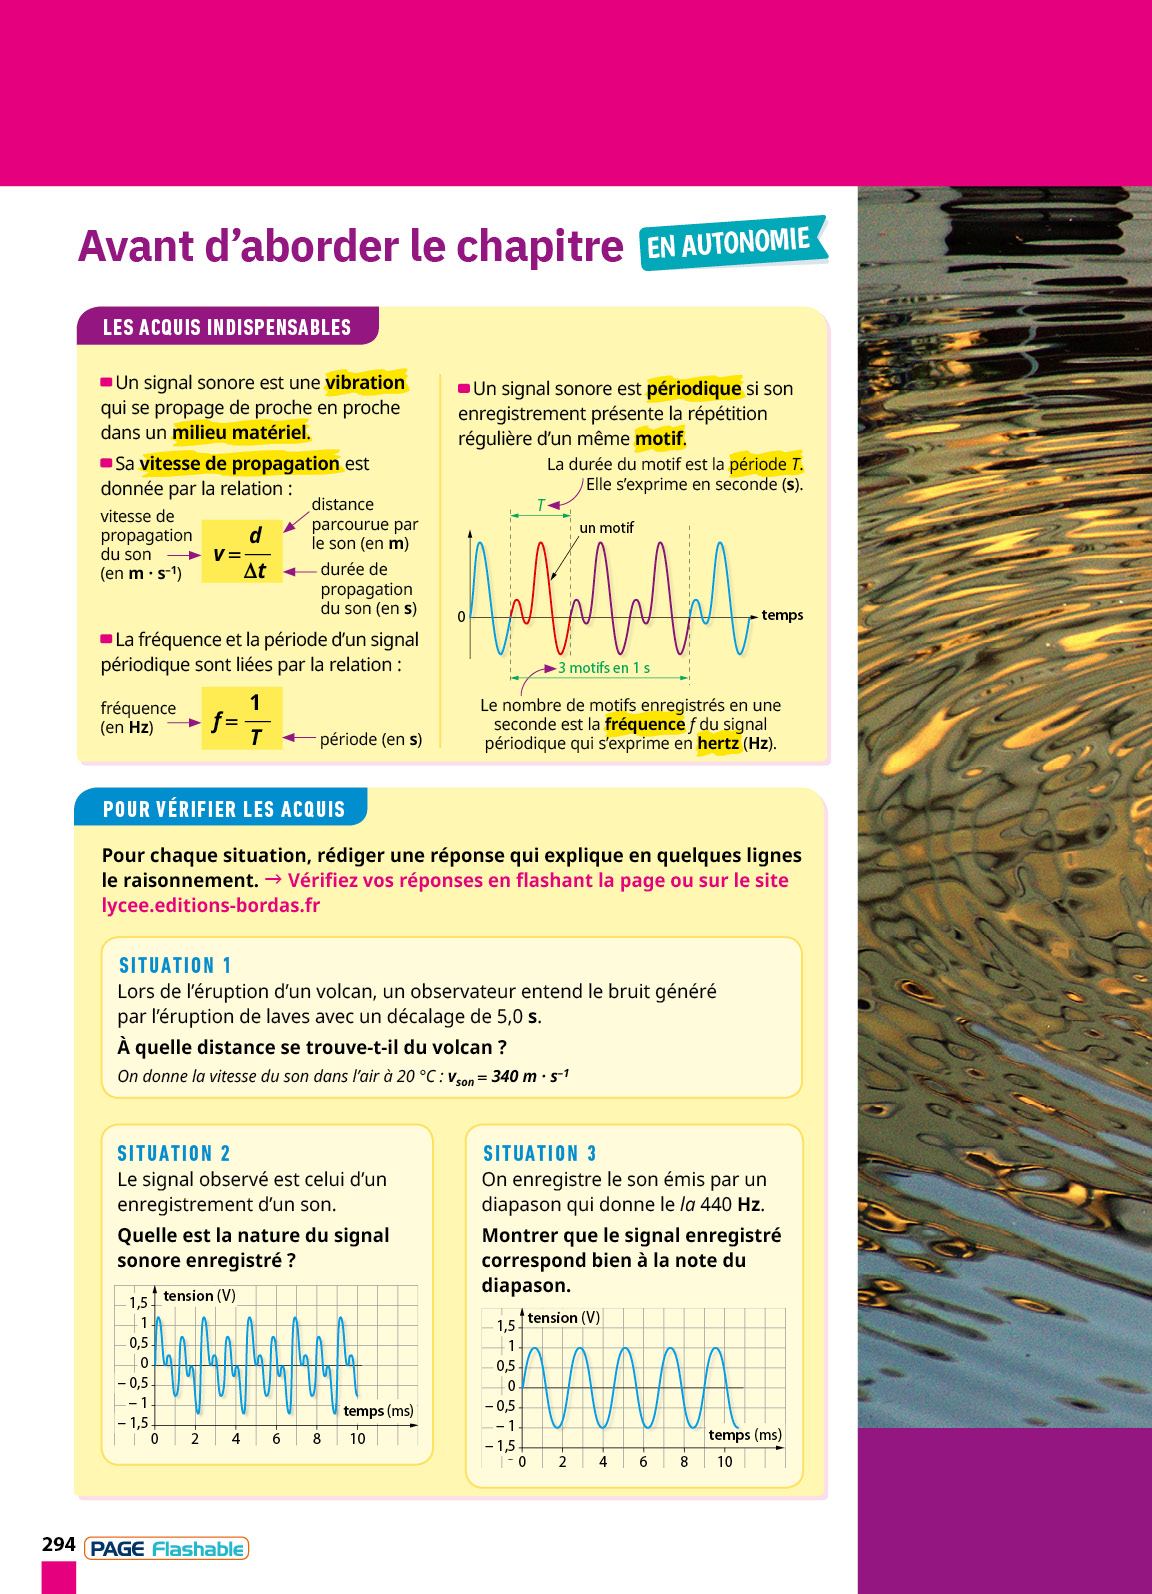 Avant d'aborder le chapitre EN AUTONOMIE
LES ACQUIS INDISPENSABLES
Un signal sonore est une vibration
qui se propage de proche en proche
dans un milieu matériel.
Sa vitesse de propagation est
donnée par la relation :
vitesse de
propagation
du son
(en m · s⁻¹)
v = d / Δt
distance
parcourue par
le son (en m)
durée de
propagation
du son (en s)
La fréquence et la période d'un signal
périodique sont liées par la relation :
fréquence
(en Hz)
f = 1 / T
période (en s)
Un signal sonore est périodique si son
enregistrement présente la répétition
régulière d'un même motif.
La durée du motif est la période T.
Elle s'exprime en seconde (s).
T
un motif
0
temps
3 motifs en 1 s
Le nombre de motifs enregistrés en une
seconde est la fréquence f du signal
périodique qui s'exprime en hertz (Hz).
POUR VÉRIFIER LES ACQUIS
Pour chaque situation, rédiger une réponse qui explique en quelques lignes
le raisonnement. → Vérifiez vos réponses en flashant la page ou sur le site
lycee.editions-bordas.fr
SITUATION 1
Lors de l'éruption d'un volcan, un observateur entend le bruit généré
par l'éruption de laves avec un décalage de 5,0 s.
À quelle distance se trouve-t-il du volcan ?
On donne la vitesse du son dans l'air à 20 °C : vson = 340 m · s⁻¹
SITUATION 2
Le signal observé est celui d'un
enregistrement d'un son.
Quelle est la nature du signal
sonore enregistré ?
tension (V)
1,5
1
0,5
0
– 0,5
– 1
– 1,5
temps (ms)
0 2 4 6 8 10
SITUATION 3
On enregistre le son émis par un
diapason qui donne le la 440 Hz.
Montrer que le signal enregistré
correspond bien à la note du
diapason.
tension (V)
1,5
1
0,5
0
– 0,5
– 1
– 1,5
temps (ms)
0 2 4 6 8 10
294 PAGE Flashable